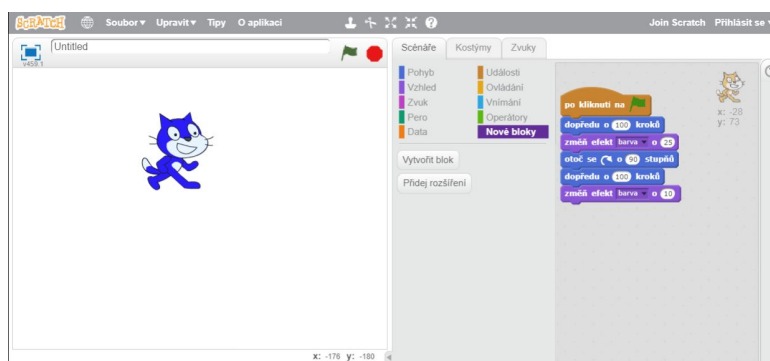 SCRATCH Soubor▼ Upravit▼ Tipy O aplikaci Join Scratch Přihlásit se
Untitled
v459.1
Scénáře Kostýmy Zvuky
Pohyb Události
Vzhled Ovládání
Zvuk Vnímání
Pero Operátory
Data Nové bloky
Vytvořit blok
Přidej rozšíření
po kliknutí na
dopředu o 100 kroků
změň efekt barva o 25
otoč se o 90 stupňů
dopředu o 100 kroků
změň efekt barva o 10
x: -28
y: 73
x: -176 y: -180